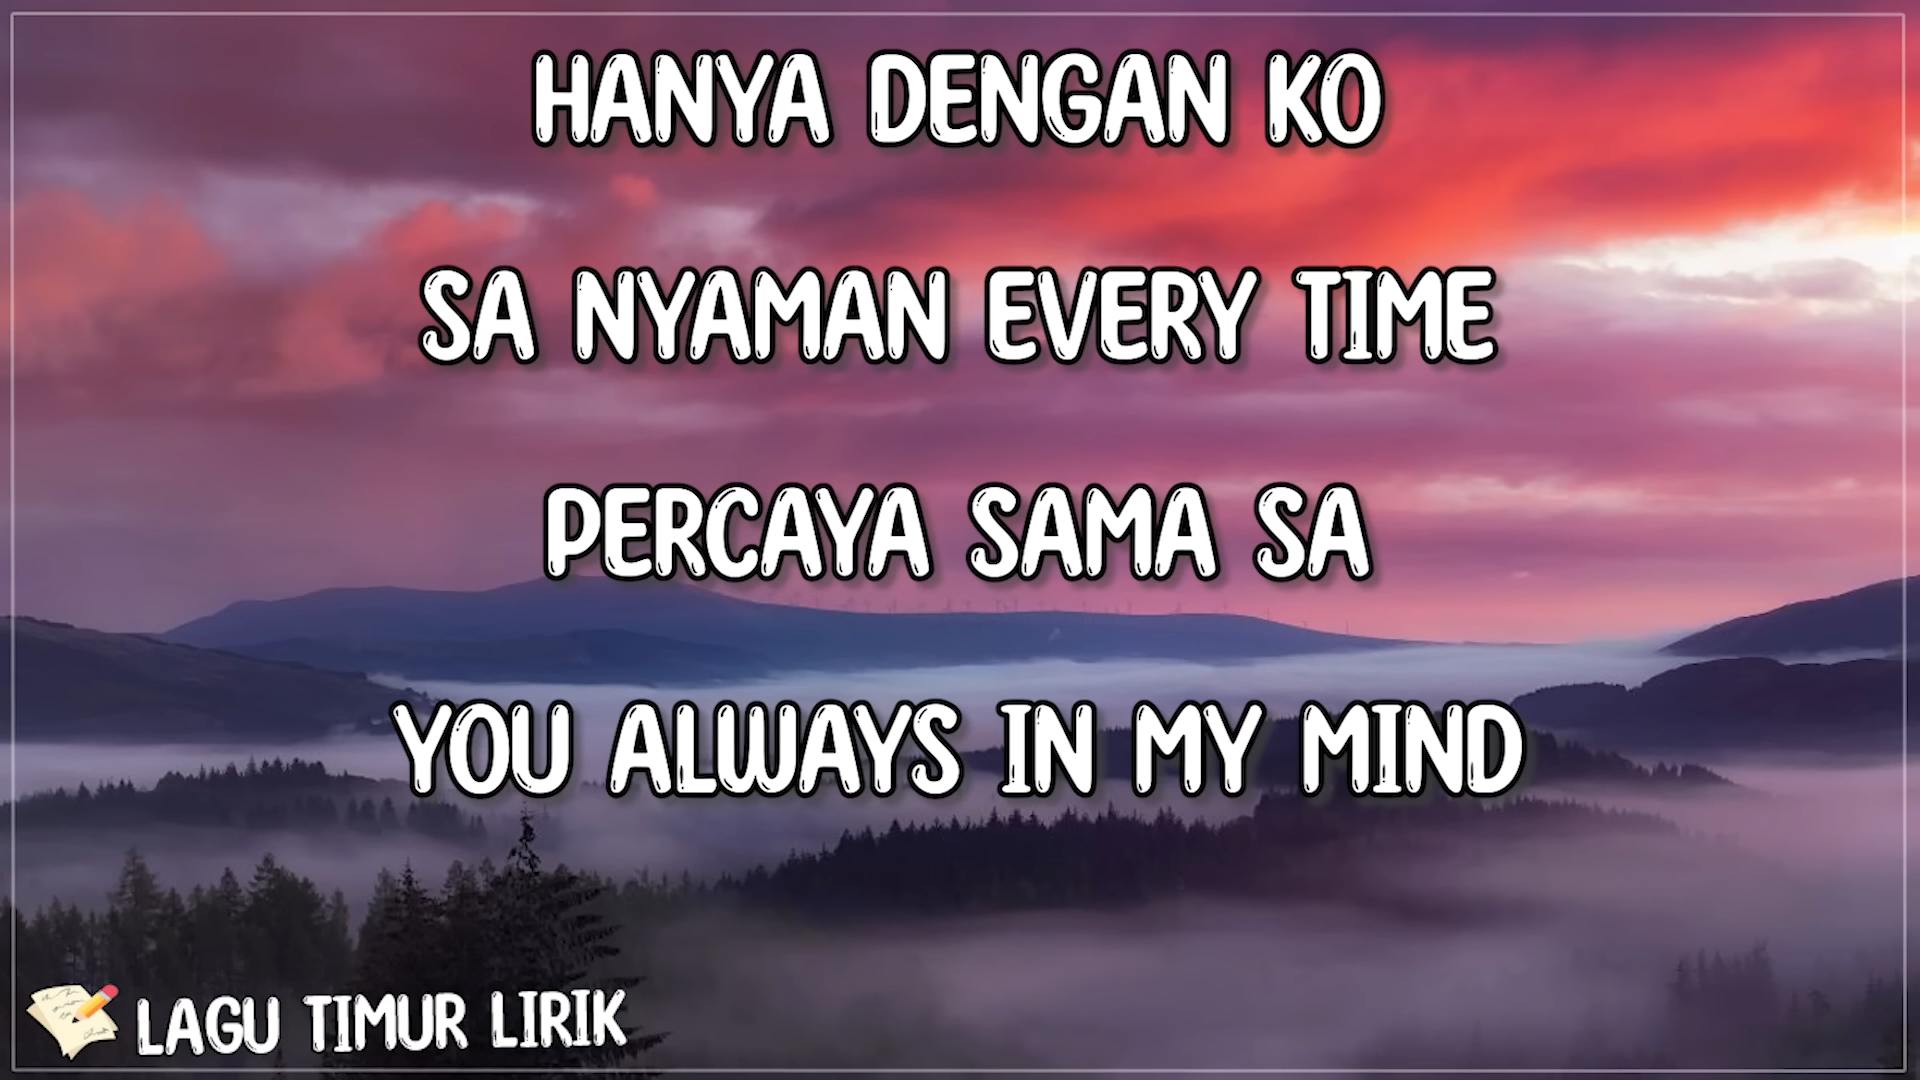 HANYA DENGAN KO
SA NYAMAN EVERY TIME
PERCAYA SAMA SA
YOU ALWAYS IN MY MIND
LAGU TIMUR LIRIK